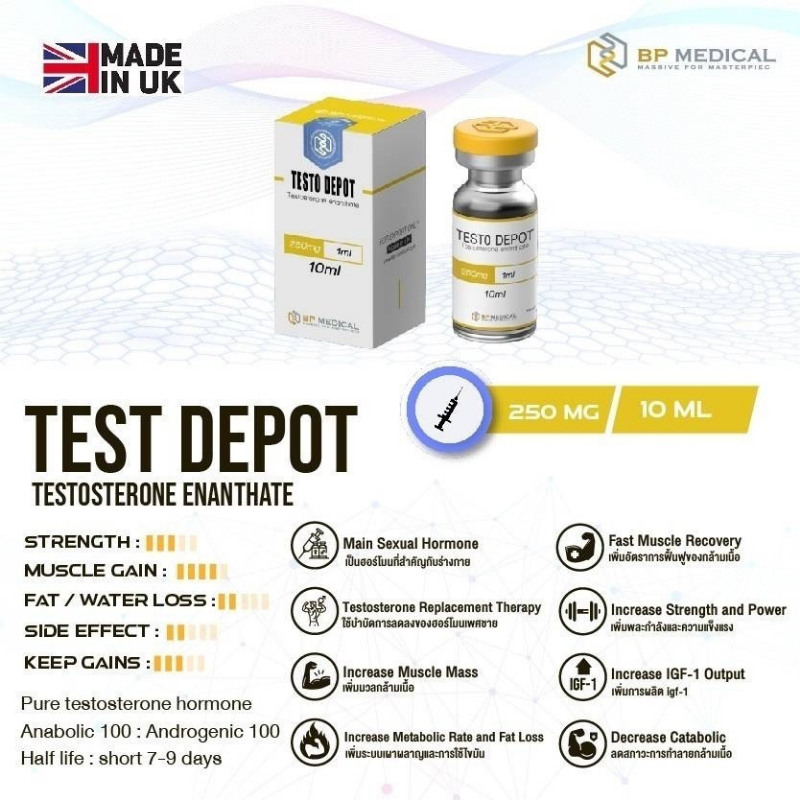 MADE
IN UK
BP MEDICAL
MASSIVE FOR MASTERPIEC
TESTO DEPOT
Testosterone enanthate
250mg
1ml
10ml
BP MEDICAL
TESTO DEPOT
Testosterone enanthate
250mg
1ml
10ml
BP MEDICAL
250 MG
10 ML
TEST DEPOT
TESTOSTERONE ENANTHATE
STRENGTH :
MUSCLE GAIN :
FAT / WATER LOSS :
SIDE EFFECT :
KEEP GAINS :
Pure testosterone hormone
Anabolic 100 : Androgenic 100
Half life : short 7-9 days
Main Sexual Hormone
เป็นฮอร์โมนที่สำคัญกับร่างกาย
Testosterone Replacement Therapy
ใช้บำบัดการลดลงของฮอร์โมนเพศชาย
Increase Muscle Mass
เพิ่มมวลกล้ามเนื้อ
Increase Metabolic Rate and Fat Loss
เพิ่มระบบเผาผลาญและการใช้ไขมัน
Fast Muscle Recovery
เพิ่มอัตราการฟื้นฟูของกล้ามเนื้อ
Increase Strength and Power
เพิ่มพละกำลังและความแข็งแรง
IGF-1
Increase IGF-1 Output
เพิ่มการผลิต igf-1
Decrease Catabolic
ลดสภาวะการทำลายกล้ามเนื้อ